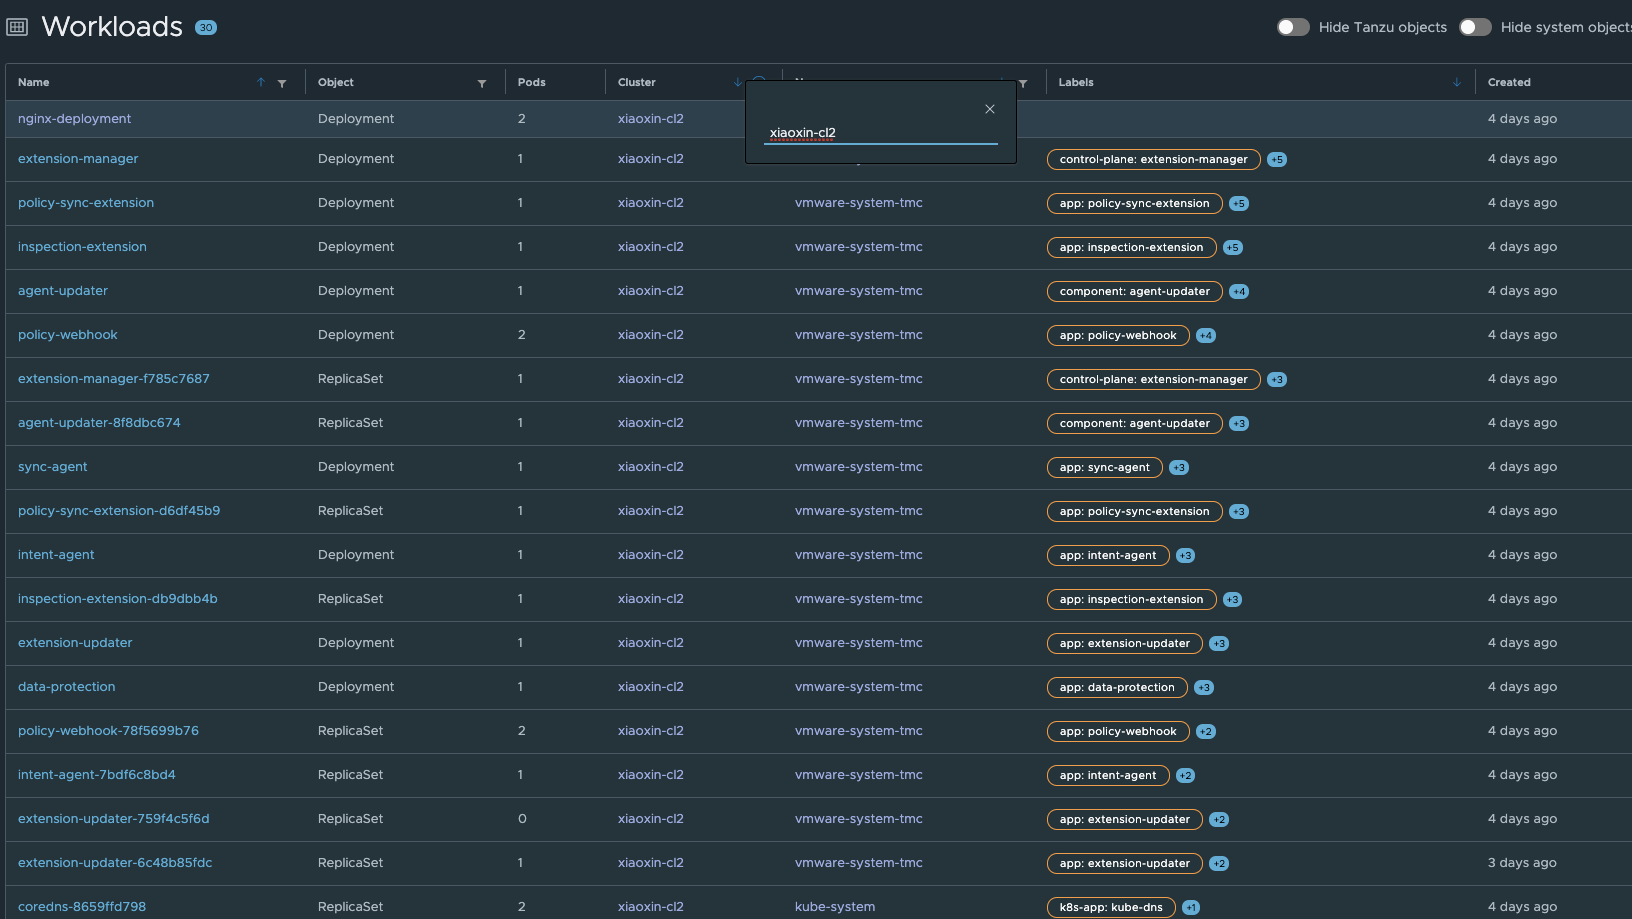 Workloads 30 Hide Tanzu objects Hide system objects
Name Object Pods Cluster Labels Created
nginx-deployment Deployment 2 xiaoxin-cl2 4 days ago
xiaoxin-cl2
extension-manager Deployment 1 xiaoxin-cl2 control-plane: extension-manager +5 4 days ago
policy-sync-extension Deployment 1 xiaoxin-cl2 vmware-system-tmc app: policy-sync-extension +5 4 days ago
inspection-extension Deployment 1 xiaoxin-cl2 vmware-system-tmc app: inspection-extension +5 4 days ago
agent-updater Deployment 1 xiaoxin-cl2 vmware-system-tmc component: agent-updater +4 4 days ago
policy-webhook Deployment 2 xiaoxin-cl2 vmware-system-tmc app: policy-webhook +4 4 days ago
extension-manager-f785c7687 ReplicaSet 1 xiaoxin-cl2 vmware-system-tmc control-plane: extension-manager +3 4 days ago
agent-updater-8f8dbc674 ReplicaSet 1 xiaoxin-cl2 vmware-system-tmc component: agent-updater +3 4 days ago
sync-agent Deployment 1 xiaoxin-cl2 vmware-system-tmc app: sync-agent +3 4 days ago
policy-sync-extension-d6df45b9 ReplicaSet 1 xiaoxin-cl2 vmware-system-tmc app: policy-sync-extension +3 4 days ago
intent-agent Deployment 1 xiaoxin-cl2 vmware-system-tmc app: intent-agent +3 4 days ago
inspection-extension-db9dbb4b ReplicaSet 1 xiaoxin-cl2 vmware-system-tmc app: inspection-extension +3 4 days ago
extension-updater Deployment 1 xiaoxin-cl2 vmware-system-tmc app: extension-updater +3 4 days ago
data-protection Deployment 1 xiaoxin-cl2 vmware-system-tmc app: data-protection +3 4 days ago
policy-webhook-78f5699b76 ReplicaSet 2 xiaoxin-cl2 vmware-system-tmc app: policy-webhook +2 4 days ago
intent-agent-7bdf6c8bd4 ReplicaSet 1 xiaoxin-cl2 vmware-system-tmc app: intent-agent +2 4 days ago
extension-updater-759f4c5f6d ReplicaSet 0 xiaoxin-cl2 vmware-system-tmc app: extension-updater +2 4 days ago
extension-updater-6c48b85fdc ReplicaSet 1 xiaoxin-cl2 vmware-system-tmc app: extension-updater +2 3 days ago
coredns-8659ffd798 ReplicaSet 2 xiaoxin-cl2 kube-system k8s-app: kube-dns +1 4 days ago